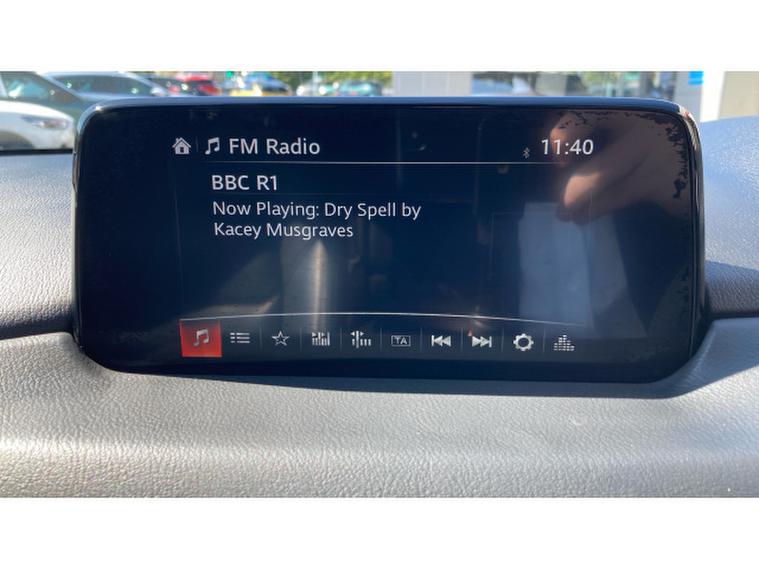 FM Radio 11:40
BBC R1
Now Playing: Dry Spell by
Kacey Musgraves
TA